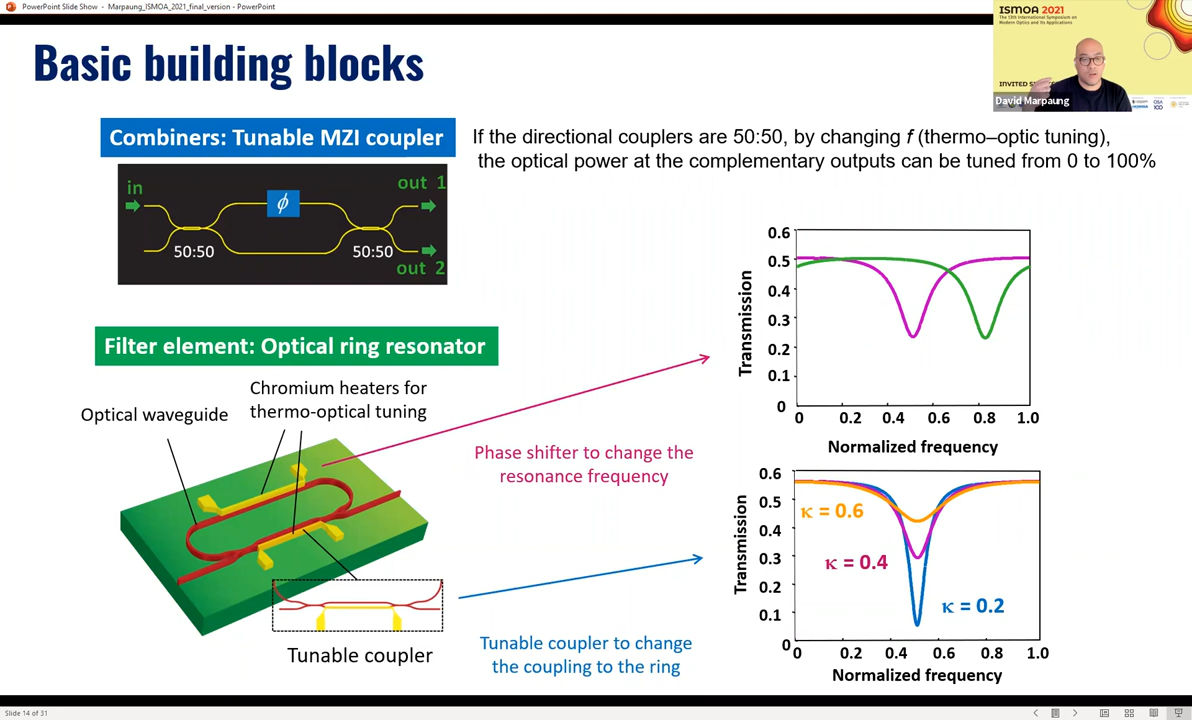 PowerPoint Slide Show - Marpaung_ISMOA_2021_final_version - PowerPoint
ISMOA 2021
The 13th International Symposium on
Modern Optics and Its Applications
INVITED
David Marpaung
Basic building blocks
Combiners: Tunable MZI coupler
If the directional couplers are 50:50, by changing f (thermo–optic tuning),
the optical power at the complementary outputs can be tuned from 0 to 100%
in
ϕ
out 1
50:50
50:50
out 2
Filter element: Optical ring resonator
Chromium heaters for
thermo-optical tuning
Optical waveguide
Tunable coupler
Phase shifter to change the
resonance frequency
Tunable coupler to change
the coupling to the ring
Transmission
0.6
0.5
0.4
0.3
0.2
0.1
0
0 0.2 0.4 0.6 0.8 1.0
Normalized frequency
Transmission
0.6
0.5
0.4
0.3
0.2
0.1
0
κ = 0.6
κ = 0.4
κ = 0.2
0 0.2 0.4 0.6 0.8 1.0
Normalized frequency
Slide 14 of 31